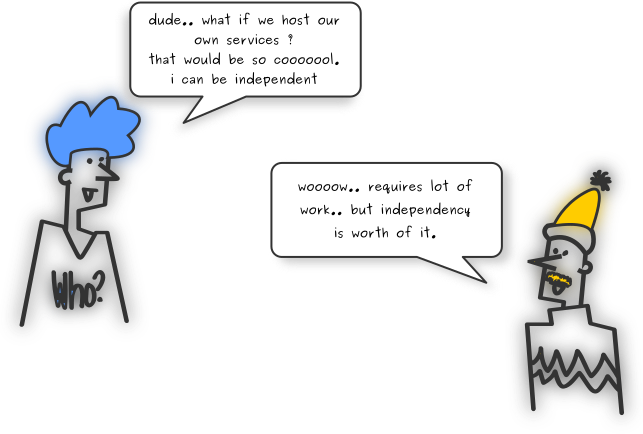 dude.. what if we host our
own services ?
that would be so cooooool.
i can be independent
woooow.. requires lot of
work.. but independency
is worth of it.
Who?